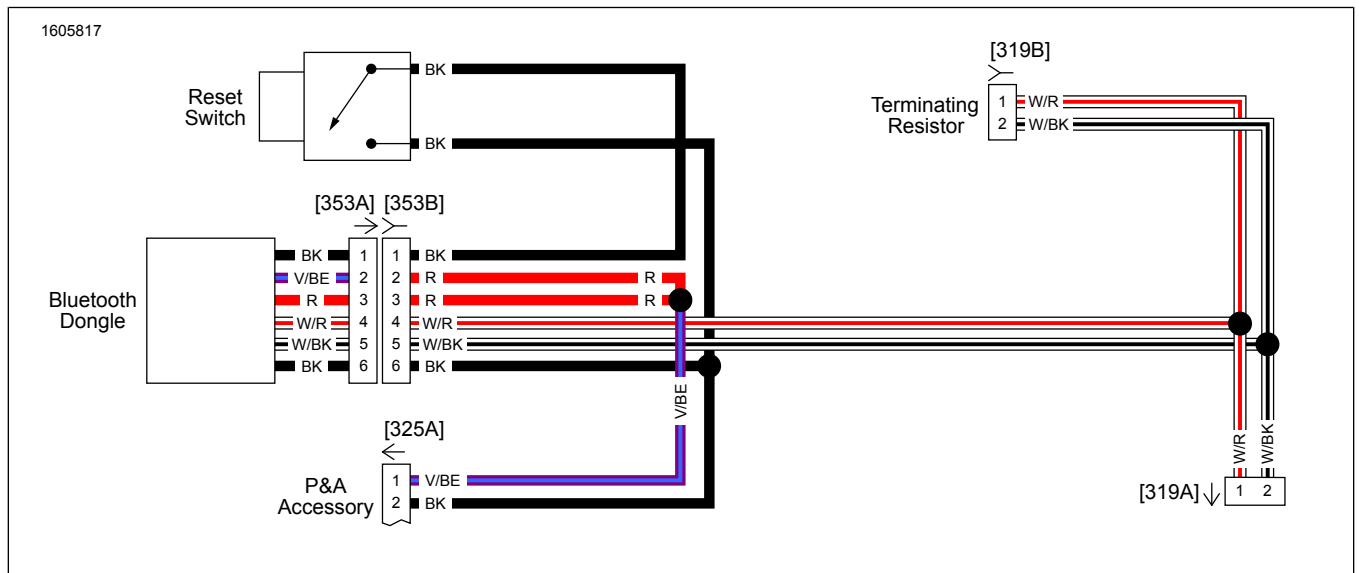 1605817
[319B]
BK
Reset
Switch
BK
Terminating
Resistor
1 W/R
2 W/BK
[353A] [353B]
Bluetooth
Dongle
BK 1 1 BK
V/BE 2 2 R R
R 3 3 R R
W/R 4 4 W/R
W/BK 5 5 W/BK
BK 6 6 BK
V/BE
W/R
W/BK
[325A]
P&A
Accessory
1 V/BE
2 BK
[319A]
1 2